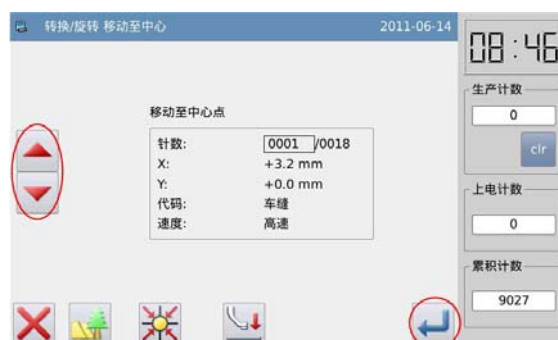 转换/旋转 移动至中心 2011-06-14
08:46
移动至中心点
针数: 0001 /0018
X: +3.2 mm
Y: +0.0 mm
代码: 车缝
速度: 高速
生产计数
0
clr
上电计数
0
累积计数
9027